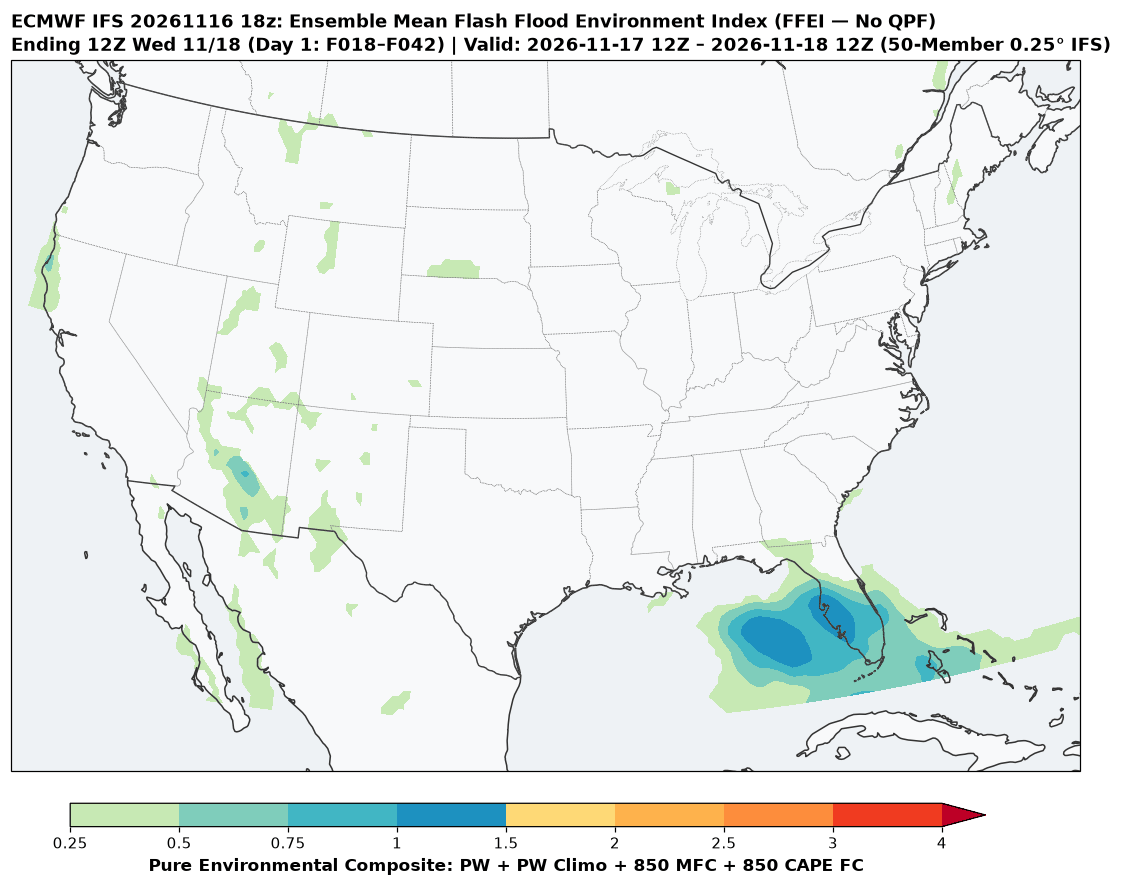 ECMWF IFS 20261116 18z: Ensemble Mean Flash Flood Environment Index (FFEI — No QPF)
Ending 12Z Wed 11/18 (Day 1: F018–F042) | Valid: 2026-11-17 12Z – 2026-11-18 12Z (50-Member 0.25° IFS)
0.25 0.5 0.75 1 1.5 2 2.5 3 4
Pure Environmental Composite: PW + PW Climo + 850 MFC + 850 CAPE FC